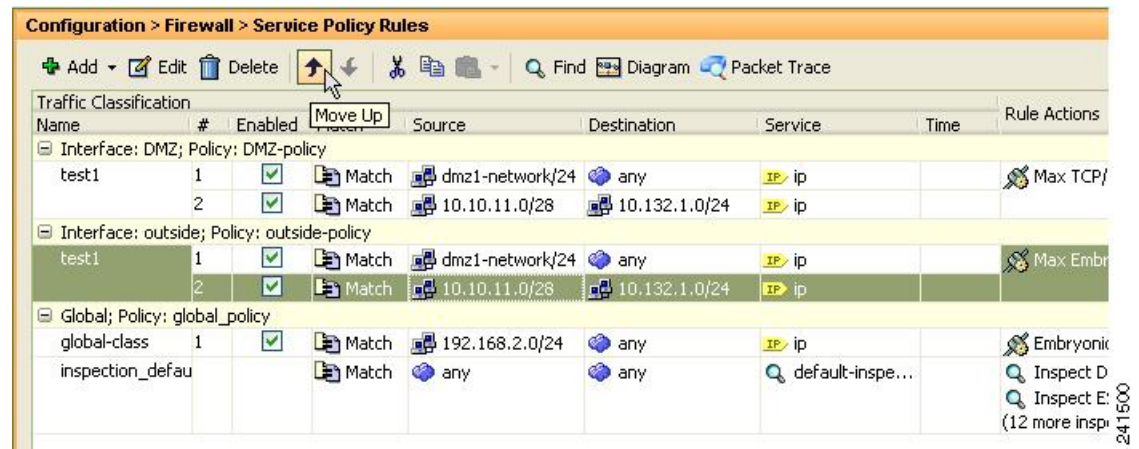 Configuration > Firewall > Service Policy Rules
Add Edit Delete Find Diagram Packet Trace
Move Up
Traffic Classification
Name # Enabled Source Destination Service Time Rule Actions
Interface: DMZ; Policy: DMZ-policy
test1 1 Match dmz1-network/24 any IP ip Max TCP/
2 Match 10.10.11.0/28 10.132.1.0/24 IP ip
Interface: outside; Policy: outside-policy
test1 1 Match dmz1-network/24 any IP ip Max Embr
2 Match 10.10.11.0/28 10.132.1.0/24 IP ip
Global; Policy: global_policy
global-class 1 Match 192.168.2.0/24 any IP ip Embryonic
inspection_defau Match any any default-inspe... Inspect D
Inspect E
(12 more insp
241500